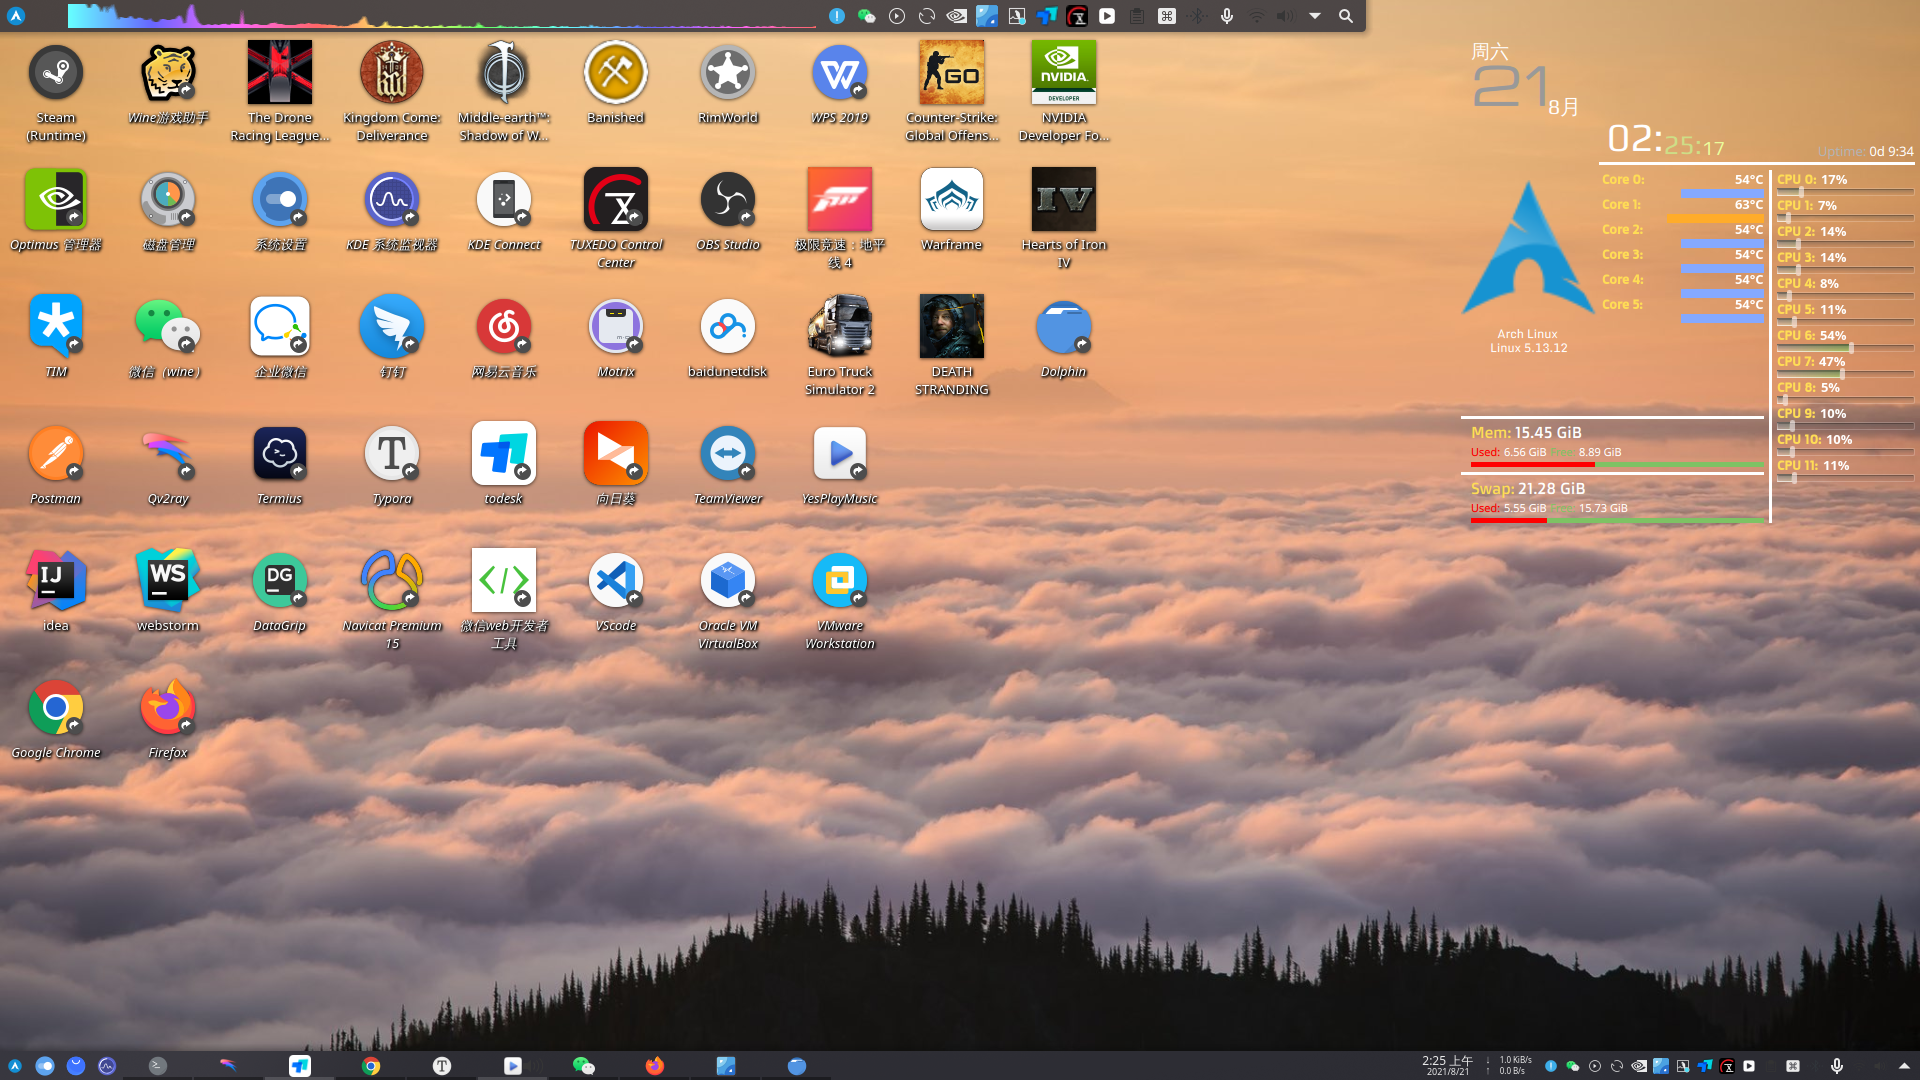 Steam
(Runtime)
Wine游戏助手
The Drone
Racing League...
Kingdom Come:
Deliverance
Middle-earth™:
Shadow of W...
Banished
RimWorld
WPS 2019
GO
Counter-Strike:
Global Offens...
NVIDIA.
DEVELOPER
NVIDIA
Developer Fo...
Optimus 管理器
磁盘管理
系统设置
KDE 系统监视器
KDE Connect
TUXEDO Control
Center
OBS Studio
极限竞速：地平
线 4
Warframe
IV
Hearts of Iron
IV
TIM
微信（wine）
企业微信
钉钉
网易云音乐
Motrix
baidunetdisk
Euro Truck
Simulator 2
DEATH
STRANDING
Dolphin
Postman
Qv2ray
Termius
T
Typora
todesk
向日葵
TeamViewer
YesPlayMusic
IJ
idea
WS
webstorm
DG
DataGrip
Navicat Premium
15
</>
微信web开发者
工具
VScode
Oracle VM
VirtualBox
VMware
Workstation
Google Chrome
Firefox
周六
21
8月
02:25:17
Uptime: 0d 9:34
Core 0: 54°C
Core 1: 63°C
Core 2: 54°C
Core 3: 54°C
Core 4: 54°C
Core 5: 54°C
CPU 0: 17%
CPU 1: 7%
CPU 2: 14%
CPU 3: 14%
CPU 4: 8%
CPU 5: 11%
CPU 6: 54%
CPU 7: 47%
CPU 8: 5%
CPU 9: 10%
CPU 10: 10%
CPU 11: 11%
Arch Linux
Linux 5.13.12
Mem: 15.45 GiB
Used: 6.56 GiB Free: 8.89 GiB
Swap: 21.28 GiB
Used: 5.55 GiB Free: 15.73 GiB
2:25 上午
2021/8/21
↓ 1.0 KiB/s
↑ 0.0 B/s